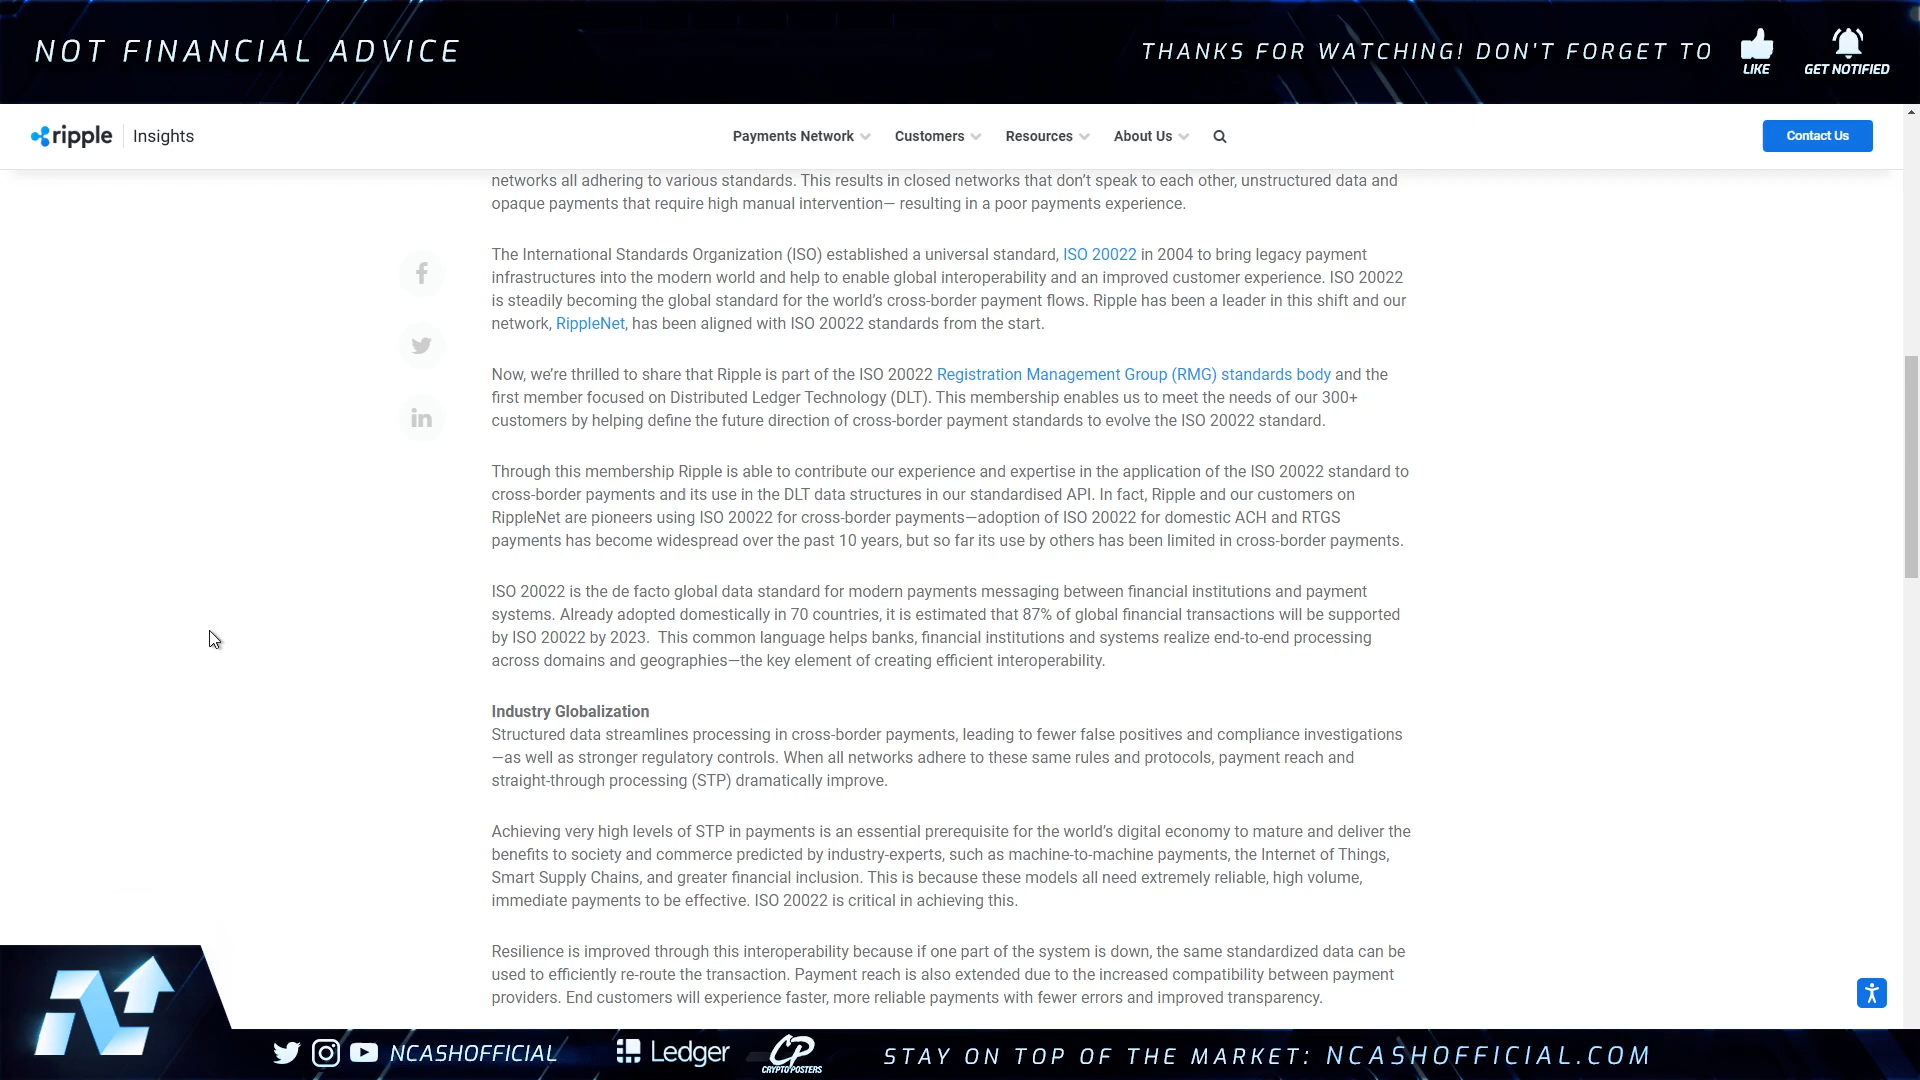 NOT FINANCIAL ADVICE
THANKS FOR WATCHING! DON'T FORGET TO
LIKE
GET NOTIFIED
ripple Insights
Payments Network
Customers
Resources
About Us
Contact Us
networks all adhering to various standards. This results in closed networks that don’t speak to each other, unstructured data and
opaque payments that require high manual intervention— resulting in a poor payments experience.
The International Standards Organization (ISO) established a universal standard, ISO 20022 in 2004 to bring legacy payment
infrastructures into the modern world and help to enable global interoperability and an improved customer experience. ISO 20022
is steadily becoming the global standard for the world’s cross-border payment flows. Ripple has been a leader in this shift and our
network, RippleNet, has been aligned with ISO 20022 standards from the start.
Now, we’re thrilled to share that Ripple is part of the ISO 20022 Registration Management Group (RMG) standards body and the
first member focused on Distributed Ledger Technology (DLT). This membership enables us to meet the needs of our 300+
customers by helping define the future direction of cross-border payment standards to evolve the ISO 20022 standard.
Through this membership Ripple is able to contribute our experience and expertise in the application of the ISO 20022 standard to
cross-border payments and its use in the DLT data structures in our standardised API. In fact, Ripple and our customers on
RippleNet are pioneers using ISO 20022 for cross-border payments—adoption of ISO 20022 for domestic ACH and RTGS
payments has become widespread over the past 10 years, but so far its use by others has been limited in cross-border payments.
ISO 20022 is the de facto global data standard for modern payments messaging between financial institutions and payment
systems. Already adopted domestically in 70 countries, it is estimated that 87% of global financial transactions will be supported
by ISO 20022 by 2023.  This common language helps banks, financial institutions and systems realize end-to-end processing
across domains and geographies—the key element of creating efficient interoperability.
Industry Globalization
Structured data streamlines processing in cross-border payments, leading to fewer false positives and compliance investigations
—as well as stronger regulatory controls. When all networks adhere to these same rules and protocols, payment reach and
straight-through processing (STP) dramatically improve.
Achieving very high levels of STP in payments is an essential prerequisite for the world’s digital economy to mature and deliver the
benefits to society and commerce predicted by industry-experts, such as machine-to-machine payments, the Internet of Things,
Smart Supply Chains, and greater financial inclusion. This is because these models all need extremely reliable, high volume,
immediate payments to be effective. ISO 20022 is critical in achieving this.
Resilience is improved through this interoperability because if one part of the system is down, the same standardized data can be
used to efficiently re-route the transaction. Payment reach is also extended due to the increased compatibility between payment
providers. End customers will experience faster, more reliable payments with fewer errors and improved transparency.
NCASHOFFICIAL
Ledger
CP
CRYPTOPOSTERS
STAY ON TOP OF THE MARKET: NCASHOFFICIAL.COM